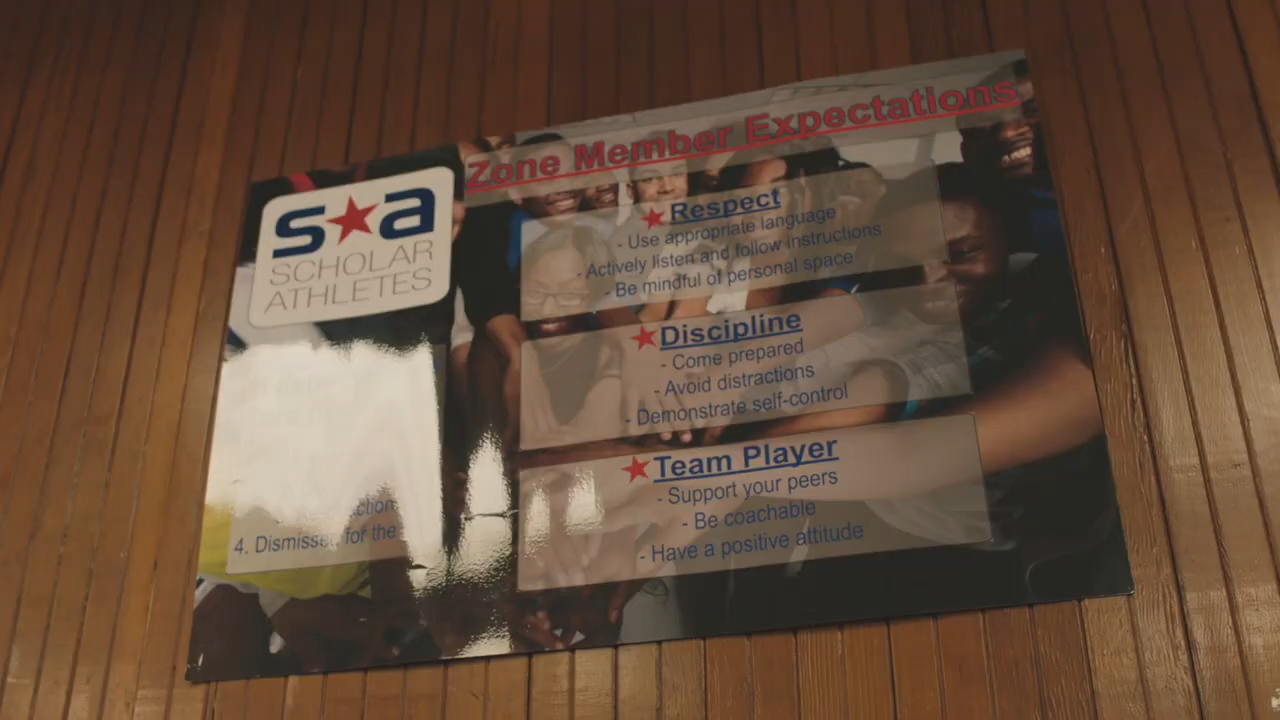 Zone Member Expectations
s★a
SCHOLAR
ATHLETES
★Respect
- Use appropriate language
- Actively listen and follow instructions
- Be mindful of personal space
★Discipline
- Come prepared
- Avoid distractions
- Demonstrate self-control
★Team Player
- Support your peers
- Be coachable
- Have a positive attitude
4. for the